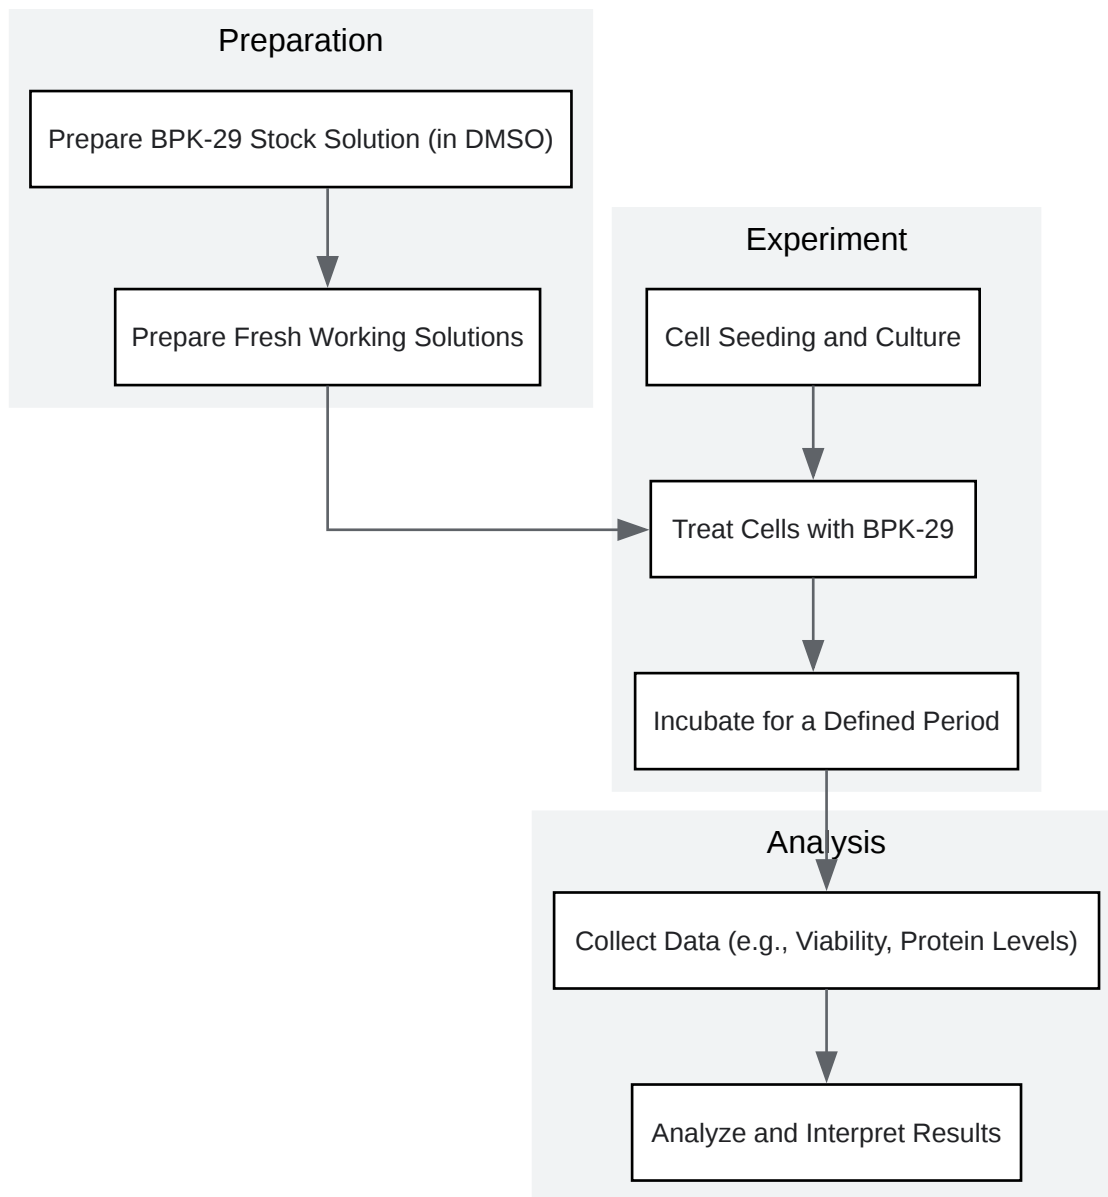 Preparation
Prepare BPK-29 Stock Solution (in DMSO)
Prepare Fresh Working Solutions
Experiment
Cell Seeding and Culture
Treat Cells with BPK-29
Incubate for a Defined Period
Analysis
Collect Data (e.g., Viability, Protein Levels)
Analyze and Interpret Results